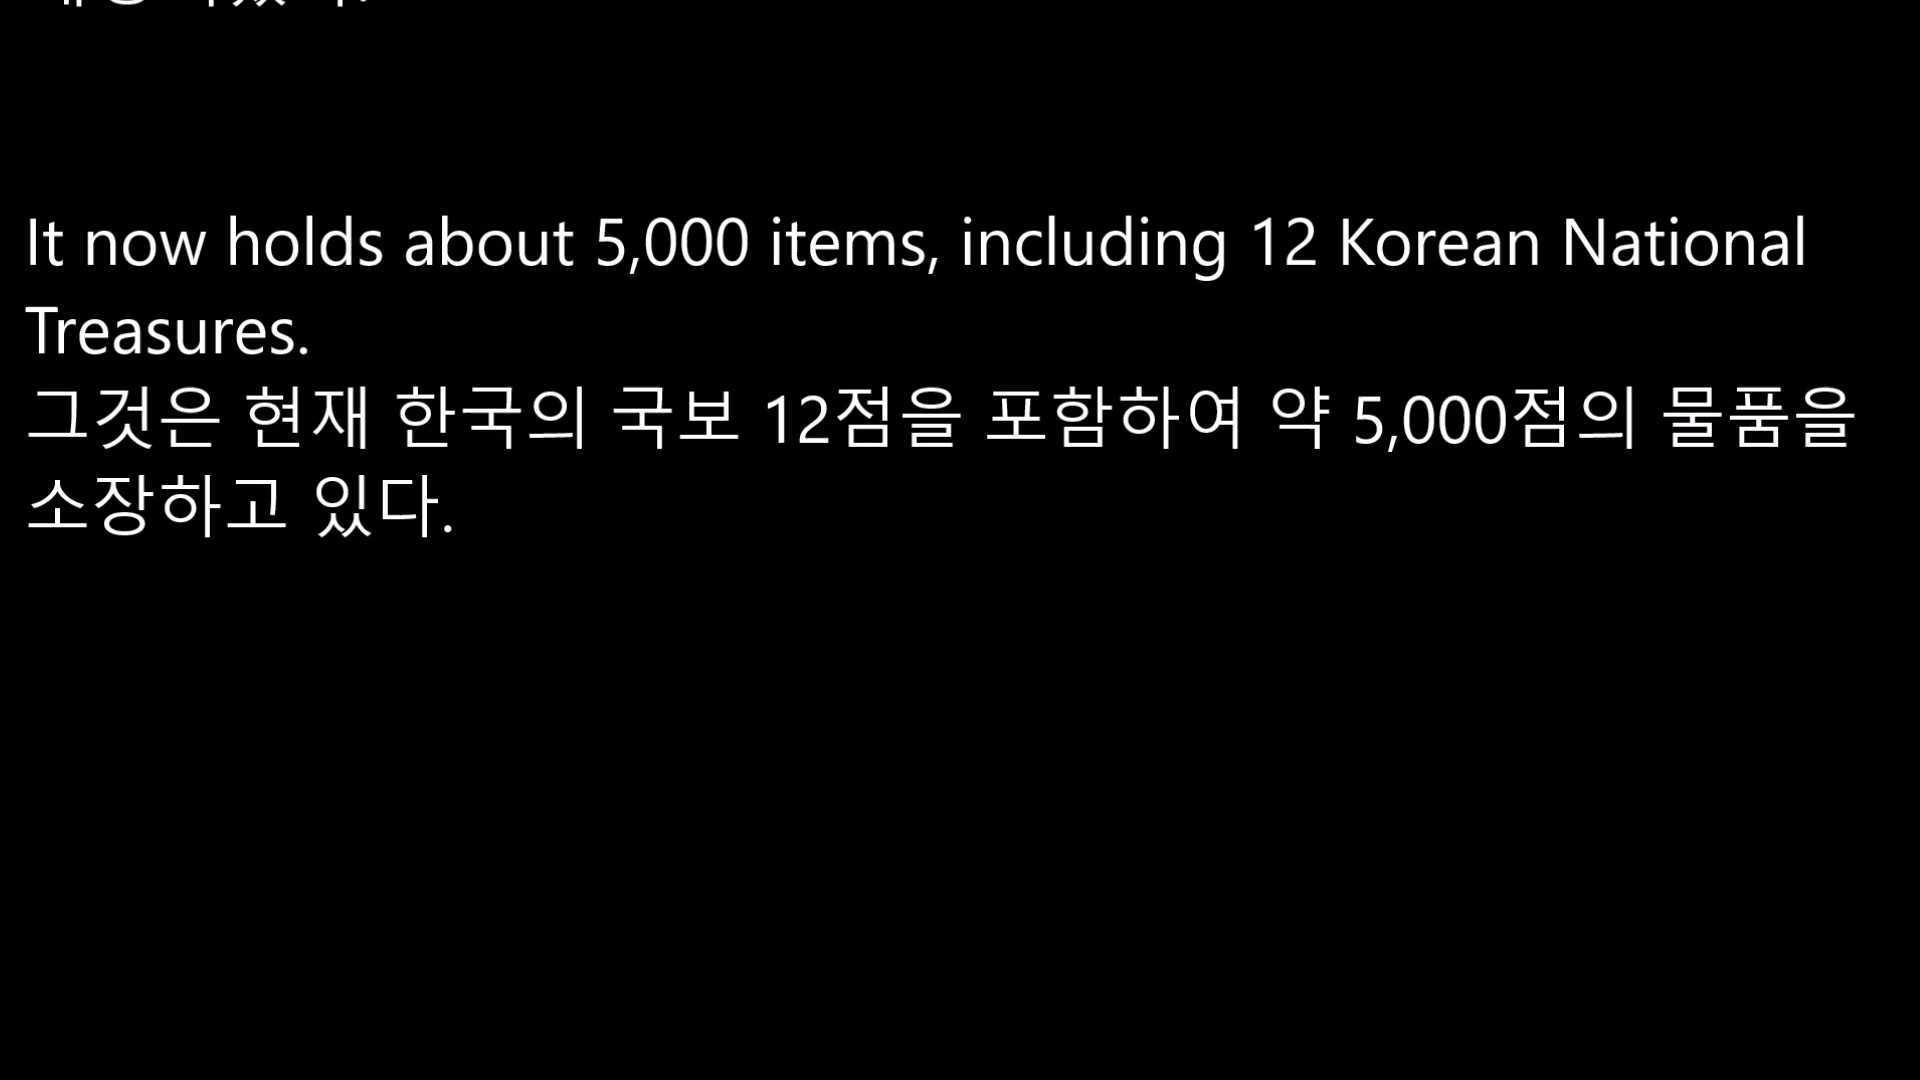 It now holds about 5,000 items, including 12 Korean National
Treasures.
그것은 현재 한국의 국보 12점을 포함하여 약 5,000점의 물품을
소장하고 있다.